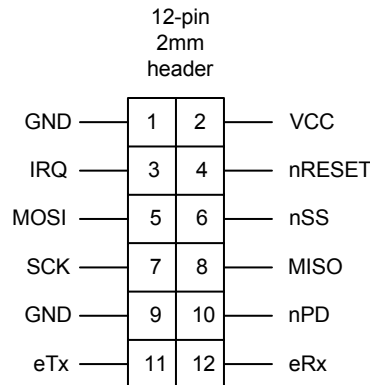 12-pin
2mm
header
GND 1 2 VCC
IRQ 3 4 nRESET
MOSI 5 6 nSS
SCK 7 8 MISO
GND 9 10 nPD
eTx 11 12 eRx